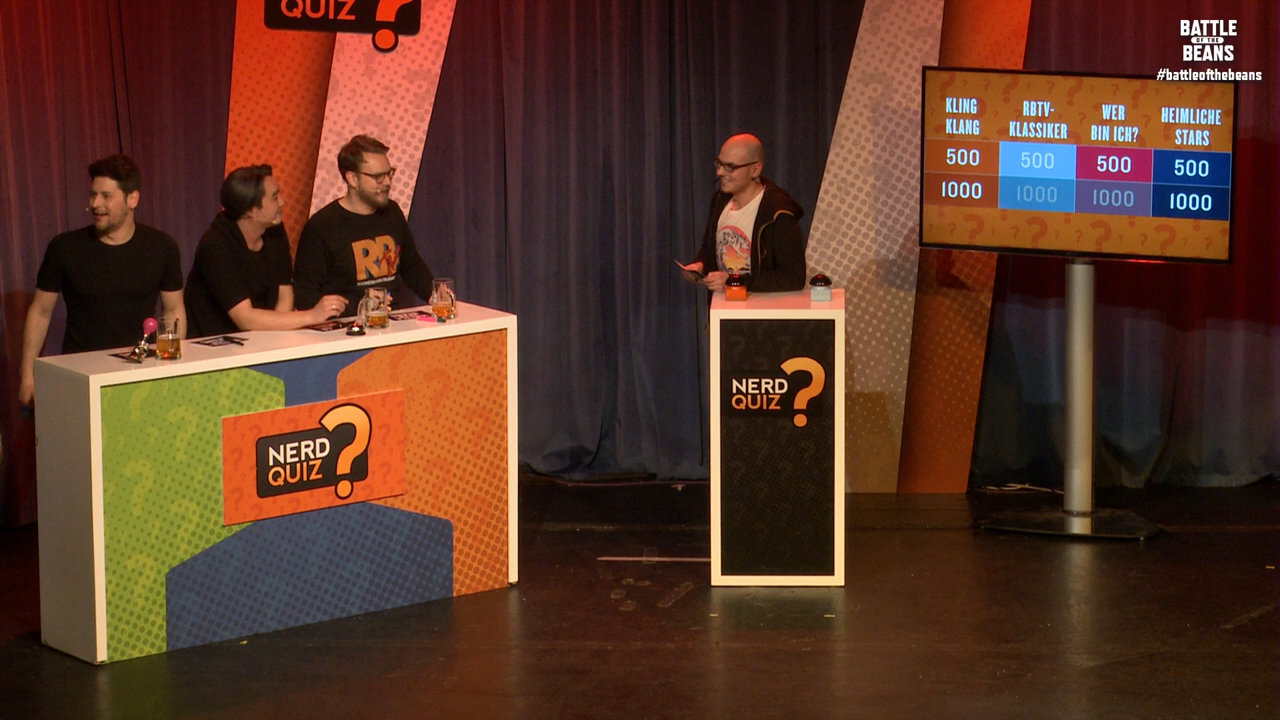 QUIZ ?
BATTLE
OF THE
BEANS
#battleofthebeans
KLING
KLANG
RBTV-
KLASSIKER
WER
BIN ICH?
HEIMLICHE
STARS
500
500
500
500
1000
1000
1000
1000
NERD
QUIZ ?
NERD
QUIZ ?